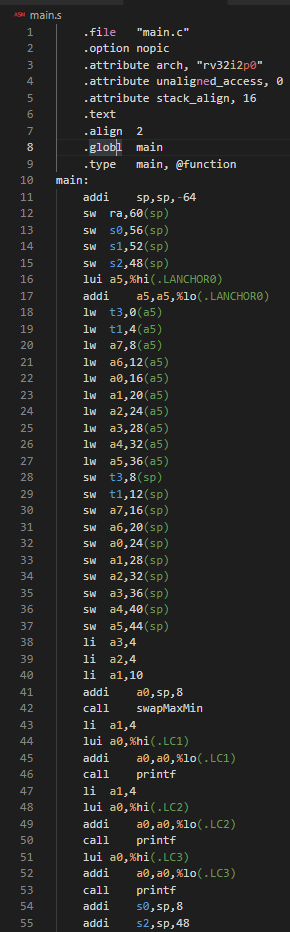 ASM main.s
1 .file "main.c"
2 .option nopic
3 .attribute arch, "rv32i2p0"
4 .attribute unaligned_access, 0
5 .attribute stack_align, 16
6 .text
7 .align 2
8 .globl main
9 .type main, @function
10 main:
11 addi sp,sp,-64
12 sw ra,60(sp)
13 sw s0,56(sp)
14 sw s1,52(sp)
15 sw s2,48(sp)
16 lui a5,%hi(.LANCHOR0)
17 addi a5,a5,%lo(.LANCHOR0)
18 lw t3,0(a5)
19 lw t1,4(a5)
20 lw a7,8(a5)
21 lw a6,12(a5)
22 lw a0,16(a5)
23 lw a1,20(a5)
24 lw a2,24(a5)
25 lw a3,28(a5)
26 lw a4,32(a5)
27 lw a5,36(a5)
28 sw t3,8(sp)
29 sw t1,12(sp)
30 sw a7,16(sp)
31 sw a6,20(sp)
32 sw a0,24(sp)
33 sw a1,28(sp)
34 sw a2,32(sp)
35 sw a3,36(sp)
36 sw a4,40(sp)
37 sw a5,44(sp)
38 li a3,4
39 li a2,4
40 li a1,10
41 addi a0,sp,8
42 call swapMaxMin
43 li a1,4
44 lui a0,%hi(.LC1)
45 addi a0,a0,%lo(.LC1)
46 call printf
47 li a1,4
48 lui a0,%hi(.LC2)
49 addi a0,a0,%lo(.LC2)
50 call printf
51 lui a0,%hi(.LC3)
52 addi a0,a0,%lo(.LC3)
53 call printf
54 addi s0,sp,8
55 addi s2,sp,48